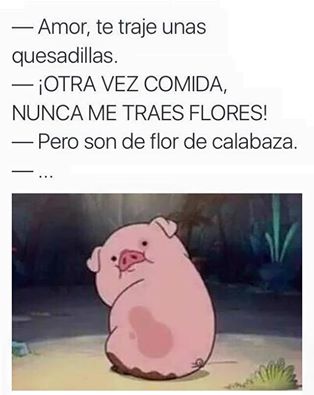 — Amor, te traje unas
quesadillas.
— ¡OTRA VEZ COMIDA,
NUNCA ME TRAES FLORES!
— Pero son de flor de calabaza.
— ...